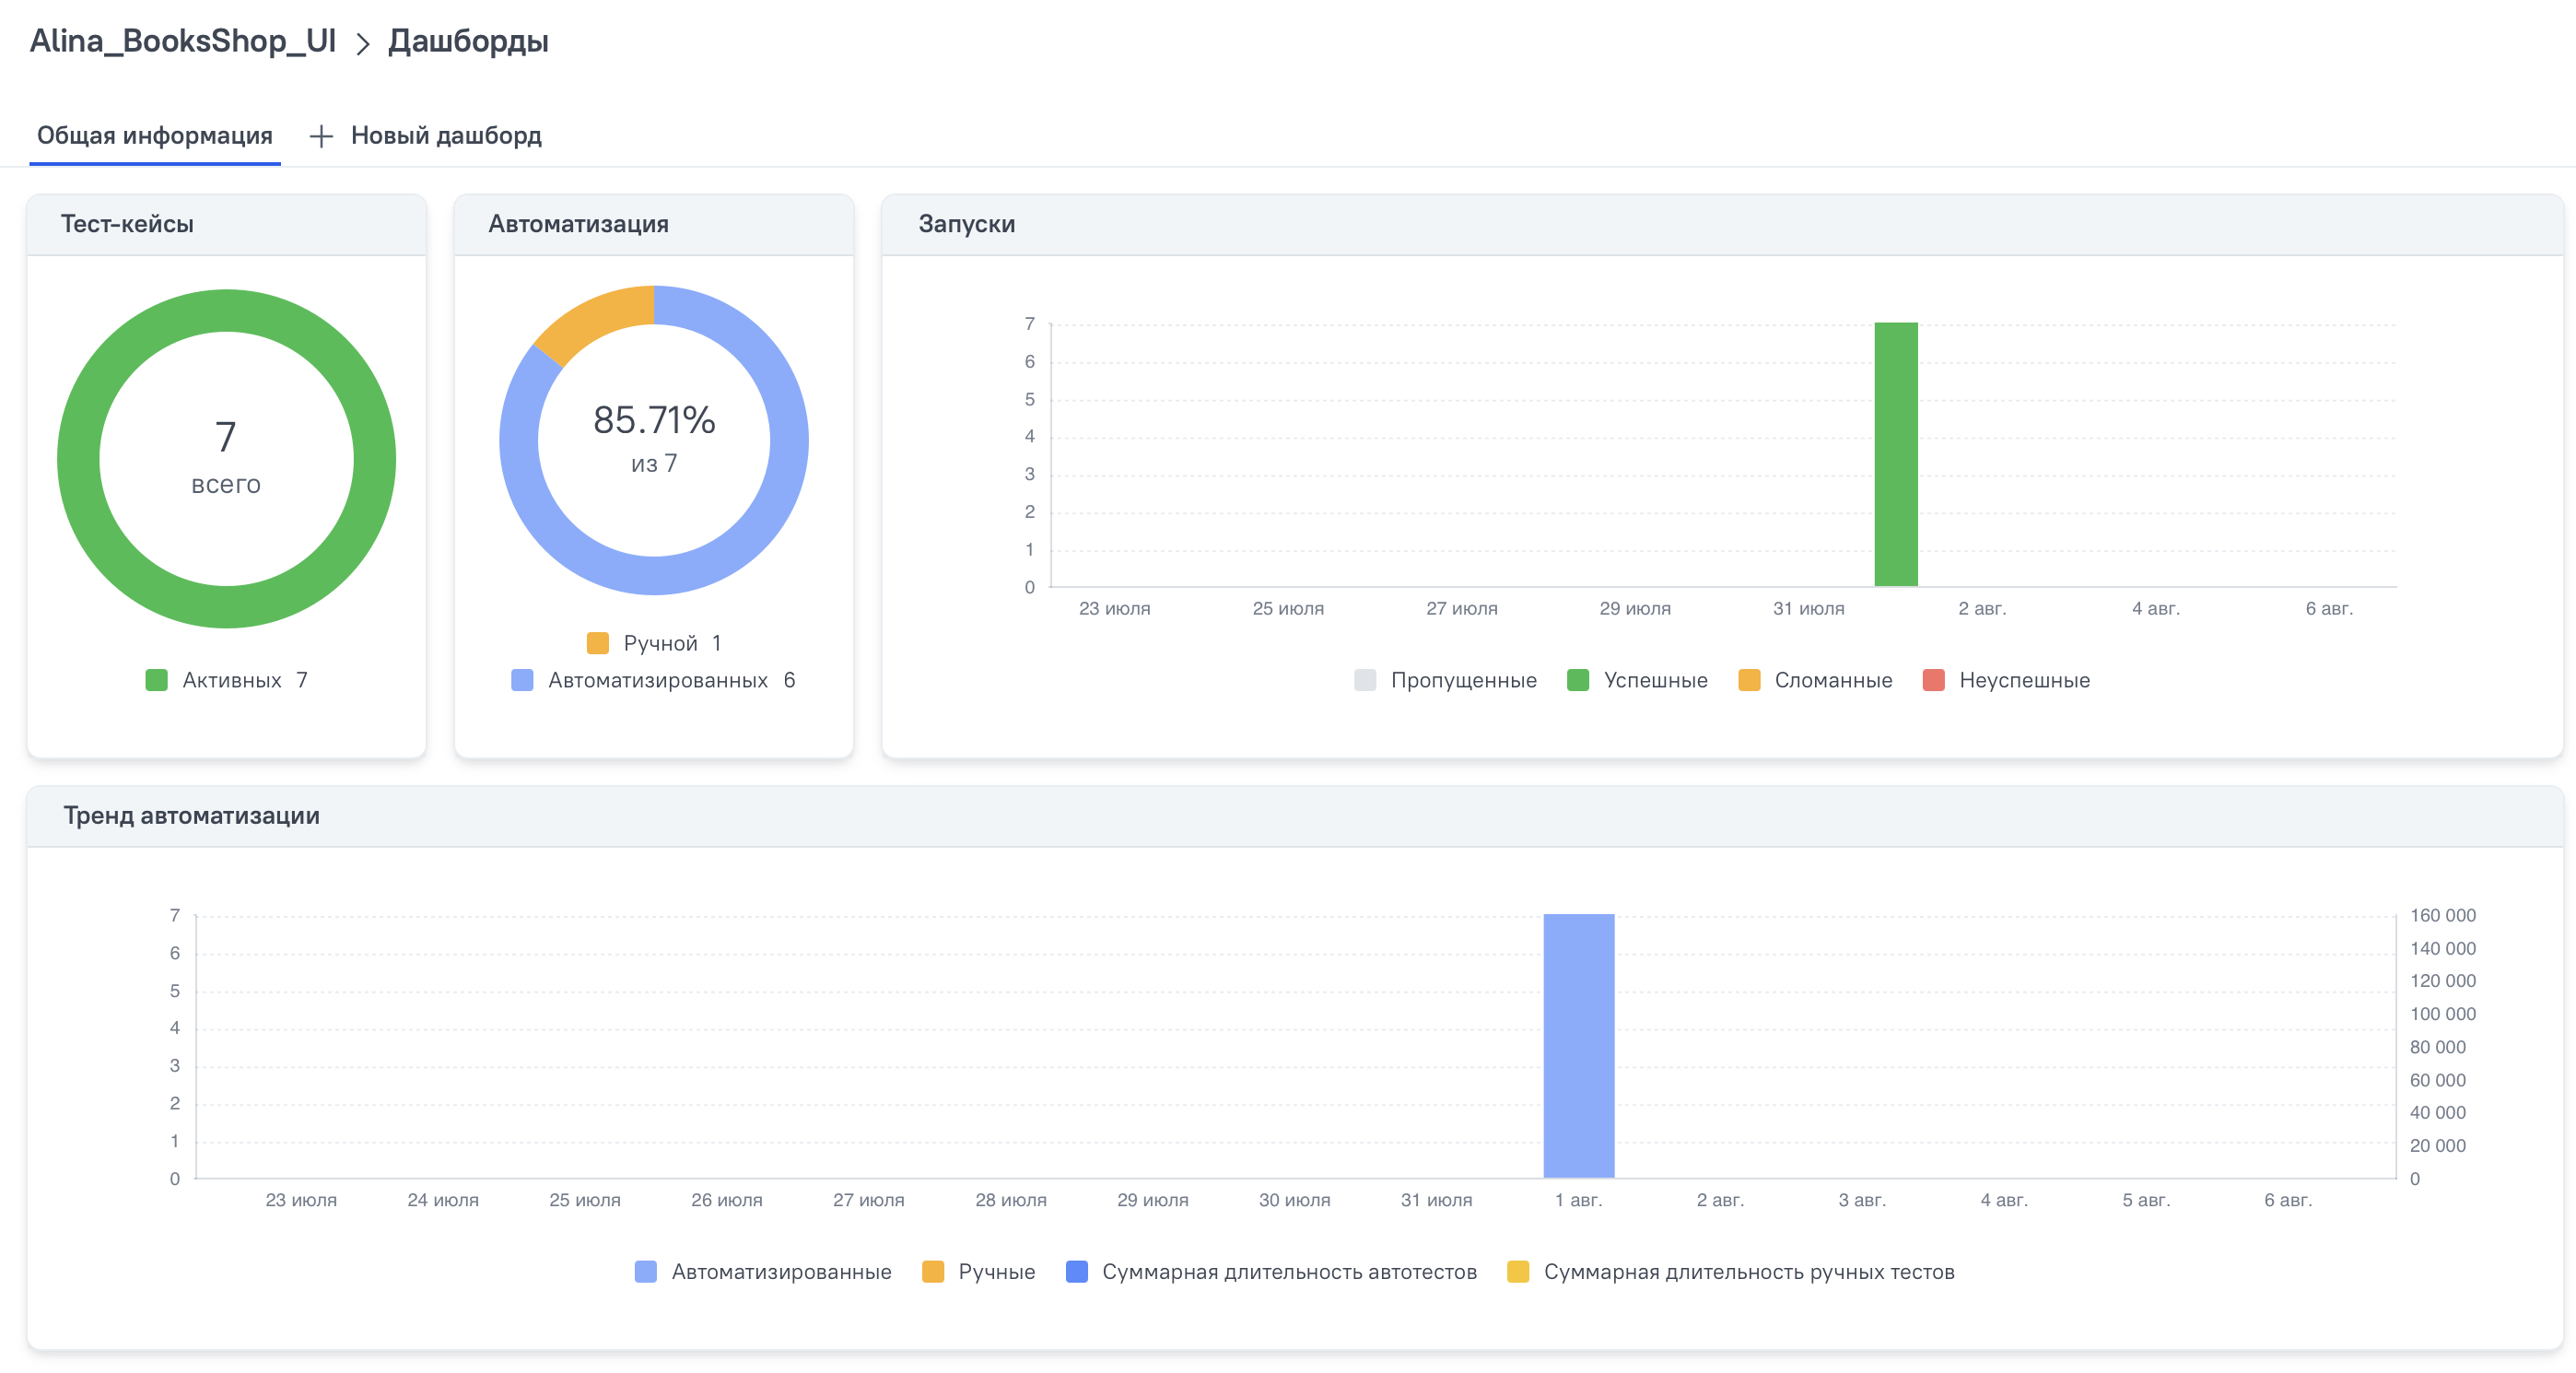 Alina_BooksShop_UI > Дашборды
Общая информация + Новый дашборд
Тест-кейсы
7
всего
Активных 7
Автоматизация
85.71%
из 7
Ручной 1
Автоматизированных 6
Запуски
7
6
5
4
3
2
1
0
23 июля 25 июля 27 июля 29 июля 31 июля 2 авг. 4 авг. 6 авг.
Пропущенные Успешные Сломанные Неуспешные
Тренд автоматизации
7
6
5
4
3
2
1
0
160 000
140 000
120 000
100 000
80 000
60 000
40 000
20 000
0
23 июля 24 июля 25 июля 26 июля 27 июля 28 июля 29 июля 30 июля 31 июля 1 авг. 2 авг. 3 авг. 4 авг. 5 авг. 6 авг.
Автоматизированные Ручные Суммарная длительность автотестов Суммарная длительность ручных тестов